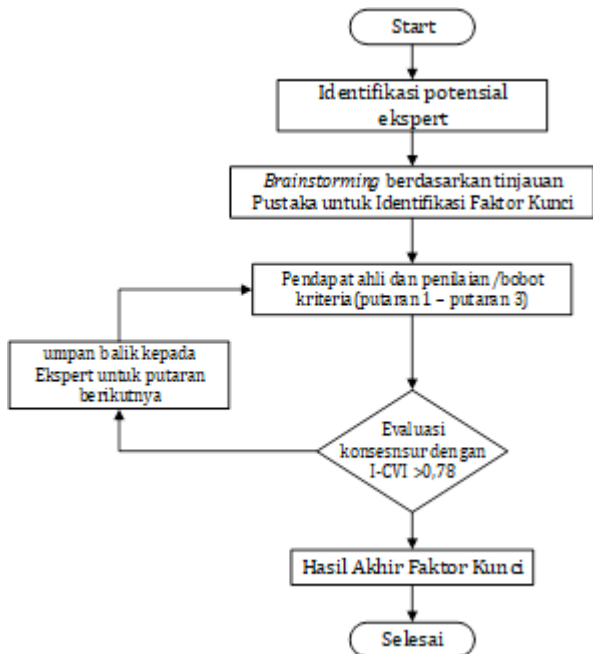 Start
Identifikasi potensial
ekspert
Brainstorming berdasarkan tinjauan
Pustaka untuk Identifikasi Faktor Kunci
Pendapat ahli dan penilaian/bobot
kriteria(putaran 1 – putaran 3)
umpan balik kepada
Ekspert untuk putaran
berikutnya
Evaluasi
konsesnsur dengan
I-CVI >0,78
Hasil Akhir Faktor Kunci
Selesai